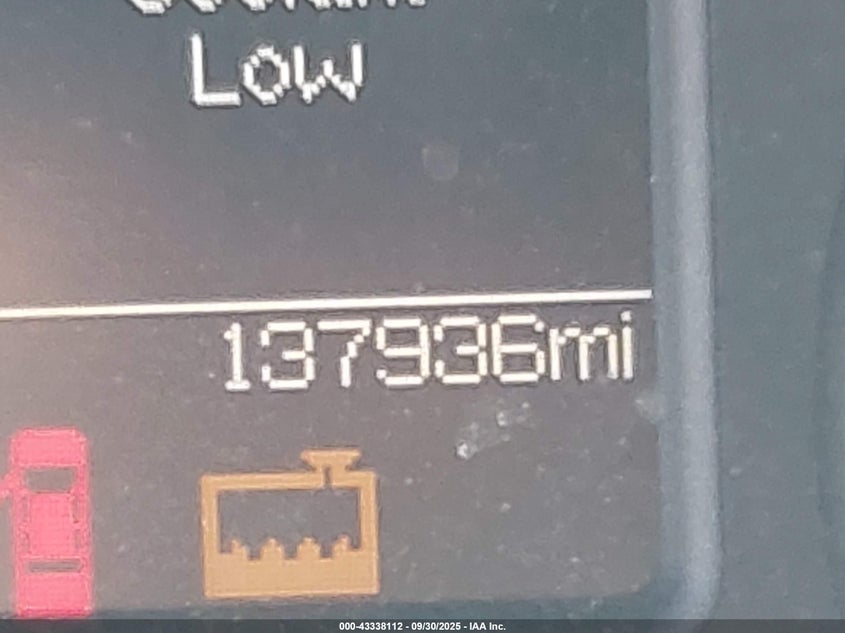 Low
137936mi
000-43338112 - 09/30/2025 - IAA Inc.